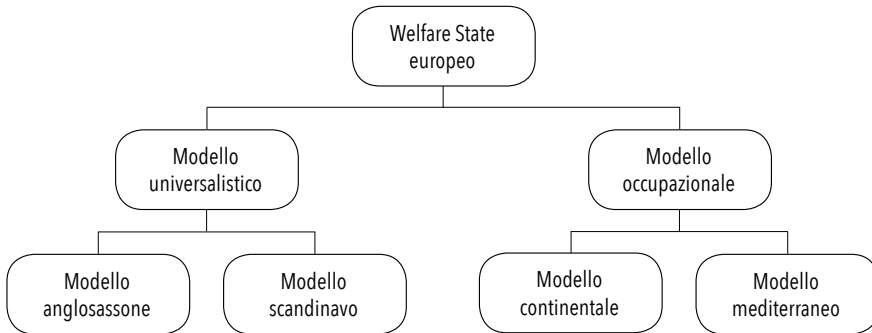 Welfare State
europeo
Modello
universalistico
Modello
occupazionale
Modello
anglosassone
Modello
scandinavo
Modello
continentale
Modello
mediterraneo